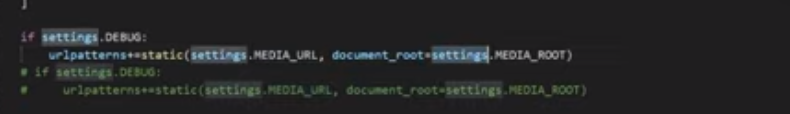 ]
if settings.DEBUG:
    urlpatterns+=static(settings.MEDIA_URL, document_root=settings.MEDIA_ROOT)
# if settings.DEBUG:
#     urlpatterns+=static(settings.MEDIA_URL, document_root=settings.MEDIA_ROOT)